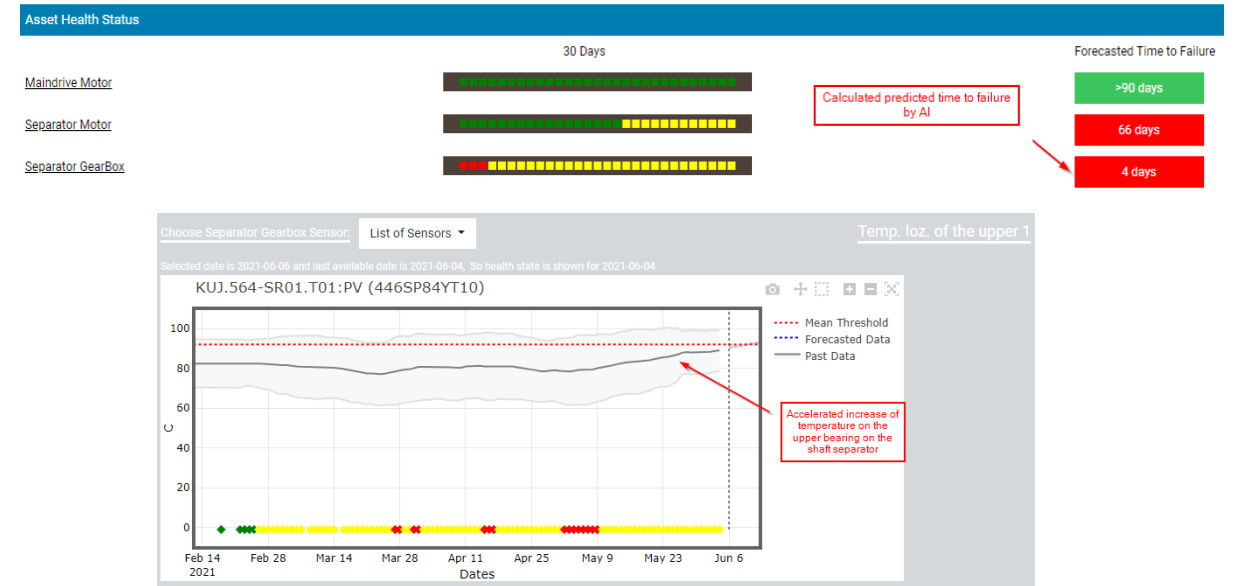 Asset Health Status
30 Days
Forecasted Time to Failure
Maindrive Motor
>90 days
Calculated predicted time to failure
by AI
Separator Motor
66 days
Separator GearBox
4 days
Choose Separator Gearbox Sensor:
List of Sensors
Temp. loz. of the upper 1
Selected date is 2021-06-06 and last available date is 2021-06-04, So health state is shown for 2021-06-04
KUJ.564-SR01.T01:PV (446SP84YT10)
Mean Threshold
Forecasted Data
Past Data
100
80
60
40
20
0
C
Accelerated increase of
temperature on the
upper bearing on the
shaft separator
Feb 14 Feb 28 Mar 14 Mar 28 Apr 11 Apr 25 May 9 May 23 Jun 6
2021
Dates